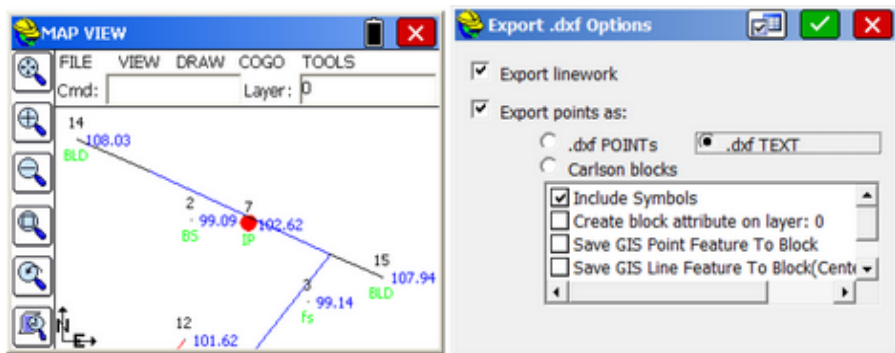 MAP VIEW
FILE VIEW DRAW COGO TOOLS
Cmd: Layer: 0
14
108.03
BLD
2
99.09
BS
7
102.62
IP
15
107.94
BLD
3
99.14
fs
12
101.62
N
E
Export .dxf Options
Export linework
Export points as:
.dxf POINTs .dxf TEXT
Carlson blocks
Include Symbols
Create block attribute on layer: 0
Save GIS Point Feature To Block
Save GIS Line Feature To Block(Cente